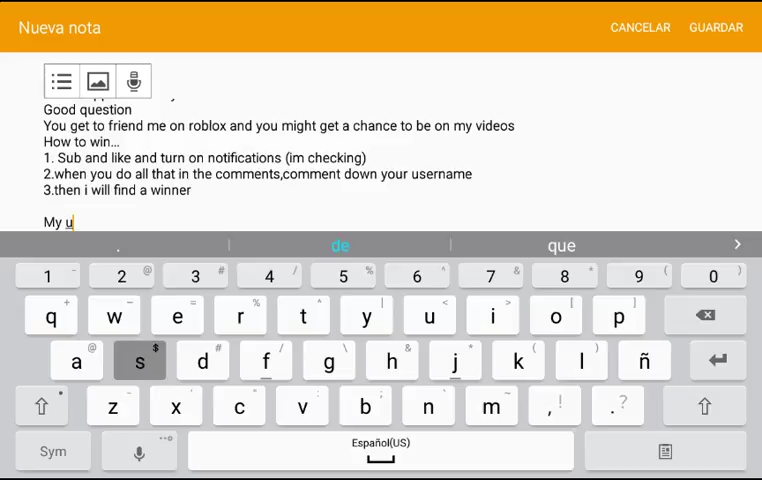 Nueva nota
CANCELAR GUARDAR
Good question
You get to friend me on roblox and you might get a chance to be on my videos
How to win...
1. Sub and like and turn on notifications (im checking)
2.when you do all that in the comments,comment down your username
3.then i will find a winner
My u
. de que >
1 - 2 @ 3 # 4 / 5 % 6 ^ 7 & 8 * 9 ( 0 )
q + w - e = r % t ^ y | u < i > o [ p ]
a @ s $ d # f / g \ h & j * k ( l ) ñ
z - x ' c " v : b ; n , m ~ , ! . ?
Sym Español(US)